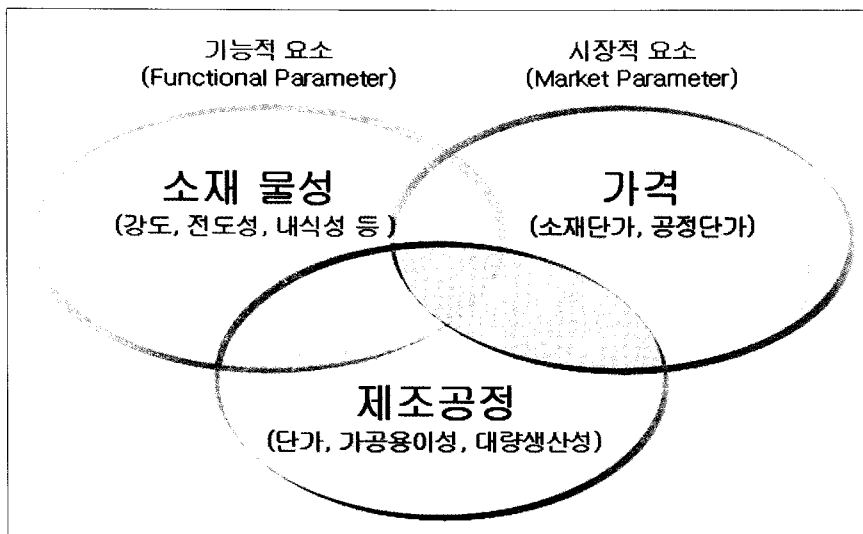 기능적 요소
(Functional Parameter)
시장적 요소
(Market Parameter)
소재 물성
(강도, 전도성, 내식성 등 )
가격
(소재단가, 공정단가)
제조공정
(단가, 가공용이성, 대량생산성)